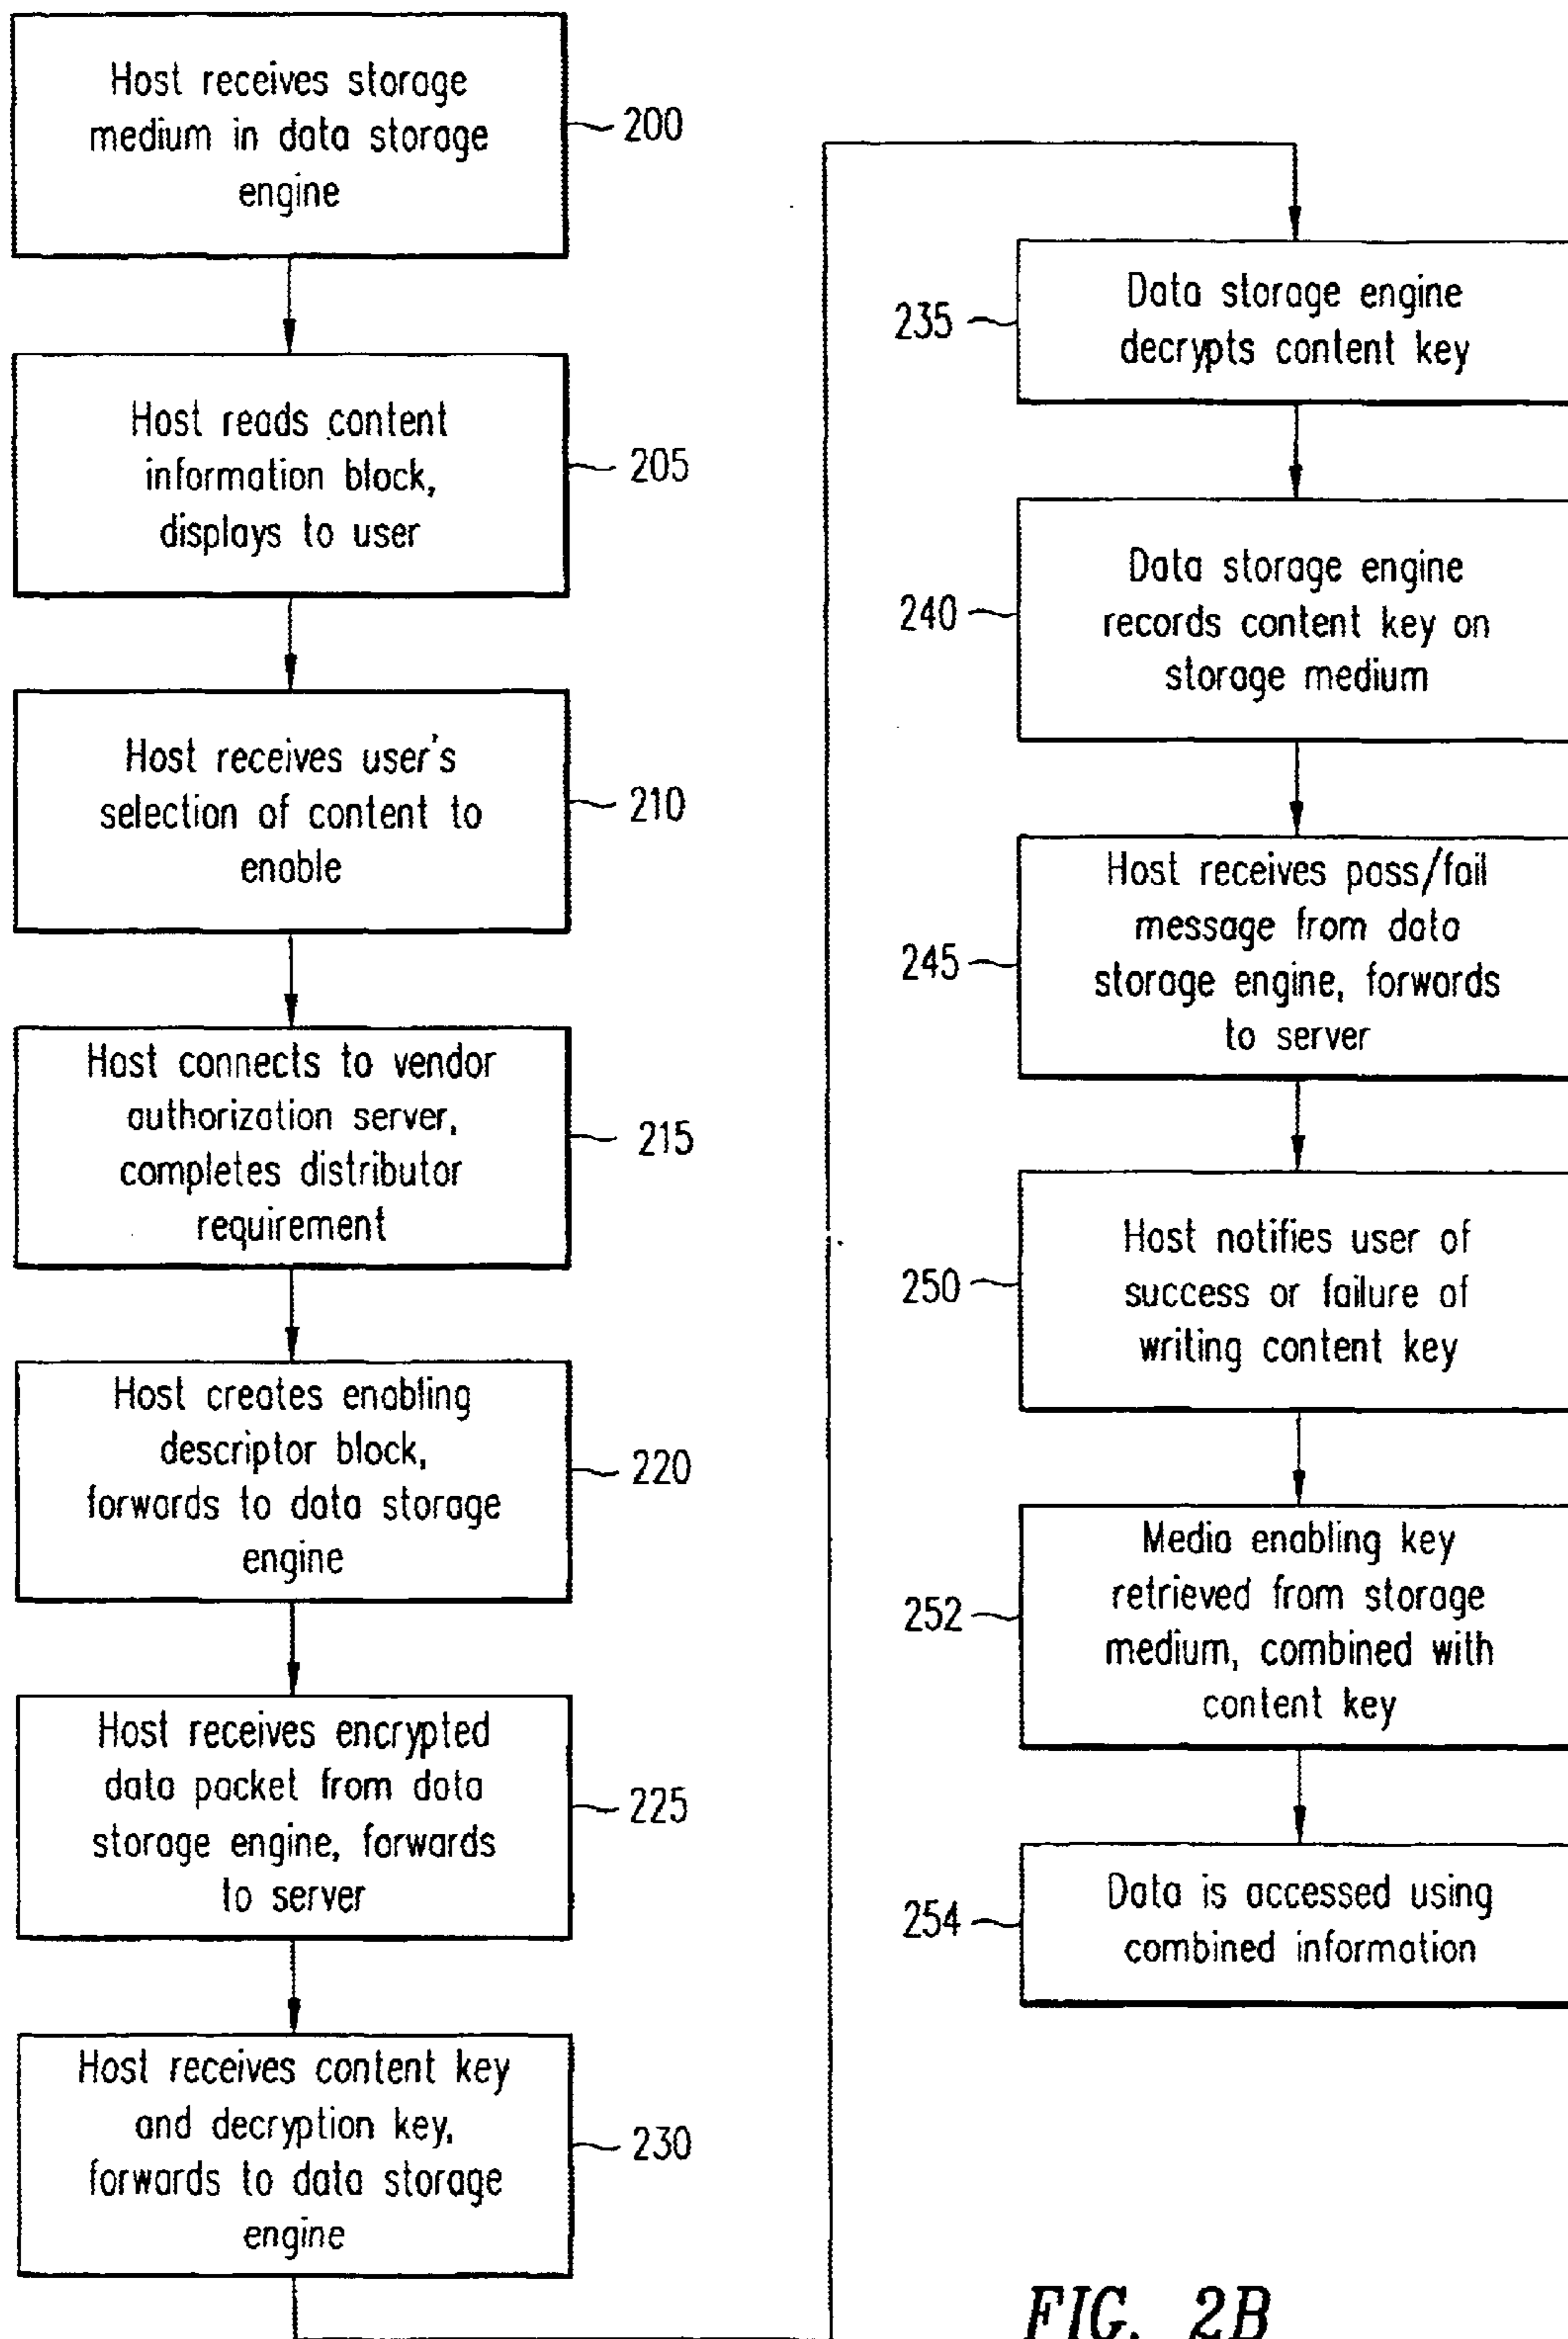 Host receives storage
medium in data storage
engine
200
Host reads content
information block,
displays to user
205
Host receives user's
selection of content to
enable
210
Host connects to vendor
authorization server,
completes distributor
requirement
215
Host creates enabling
descriptor block,
forwards to data storage
engine
220
Host receives encrypted
data packet from data
storage engine, forwards
to server
225
Host receives content key
and decryption key,
forwards to data storage
engine
230
Data storage engine
decrypts content key
235
Data storage engine
records content key on
storage medium
240
Host receives pass/fail
message from data
storage engine, forwards
to server
245
Host notifies user of
success or failure of
writing content key
250
Media enabling key
retrieved from storage
medium, combined with
content key
252
Data is accessed using
combined information
254
FIG. 2B